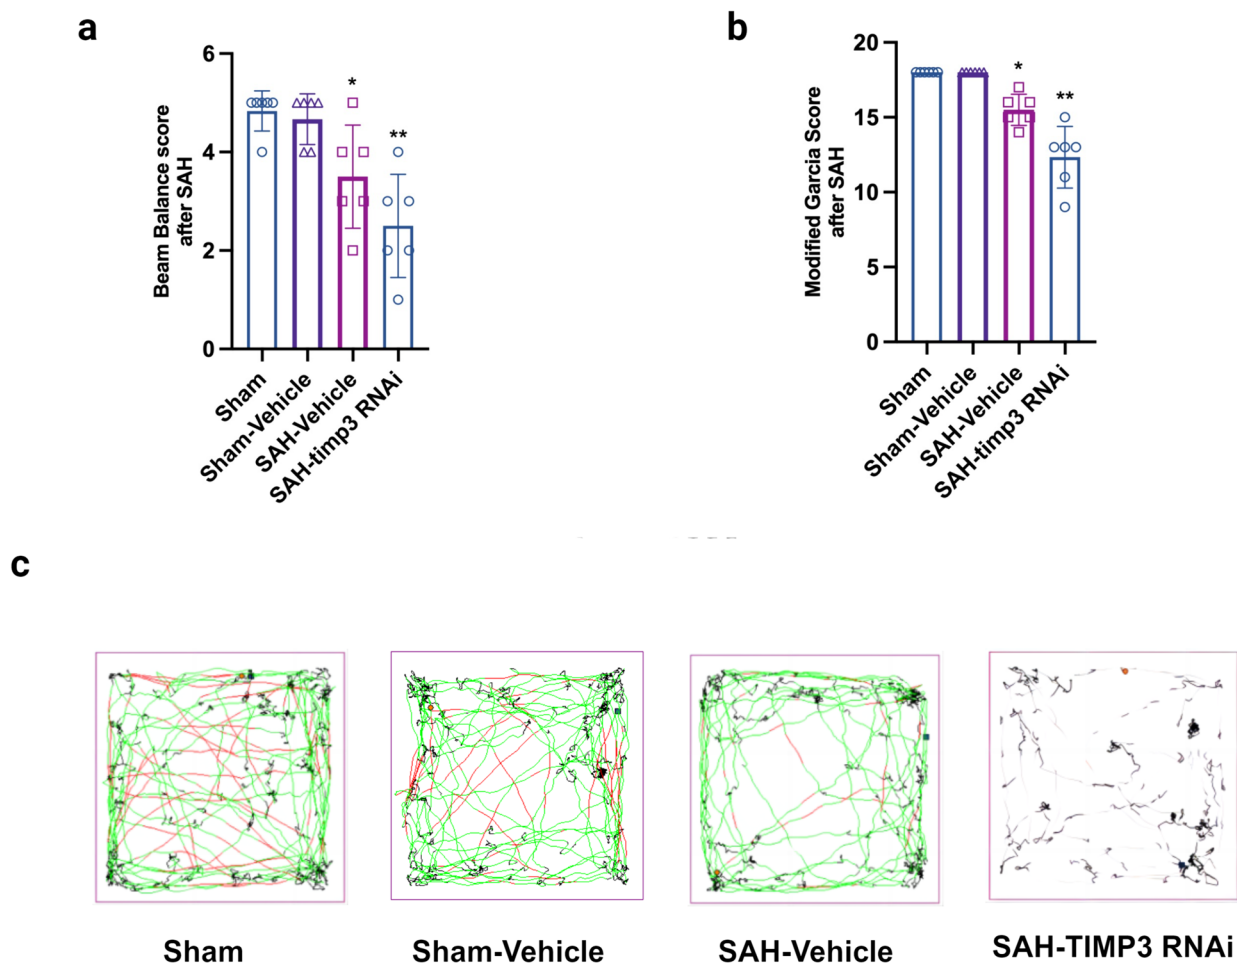 a
Beam Balance score
after SAH
6
4
2
0
*
**
Sham
Sham-Vehicle
SAH-Vehicle
SAH-timp3 RNAi
b
Modified Garcia Score
after SAH
20
15
10
5
0
*
**
Sham
Sham-Vehicle
SAH-Vehicle
SAH-timp3 RNAi
c
Sham
Sham-Vehicle
SAH-Vehicle
SAH-TIMP3 RNAi